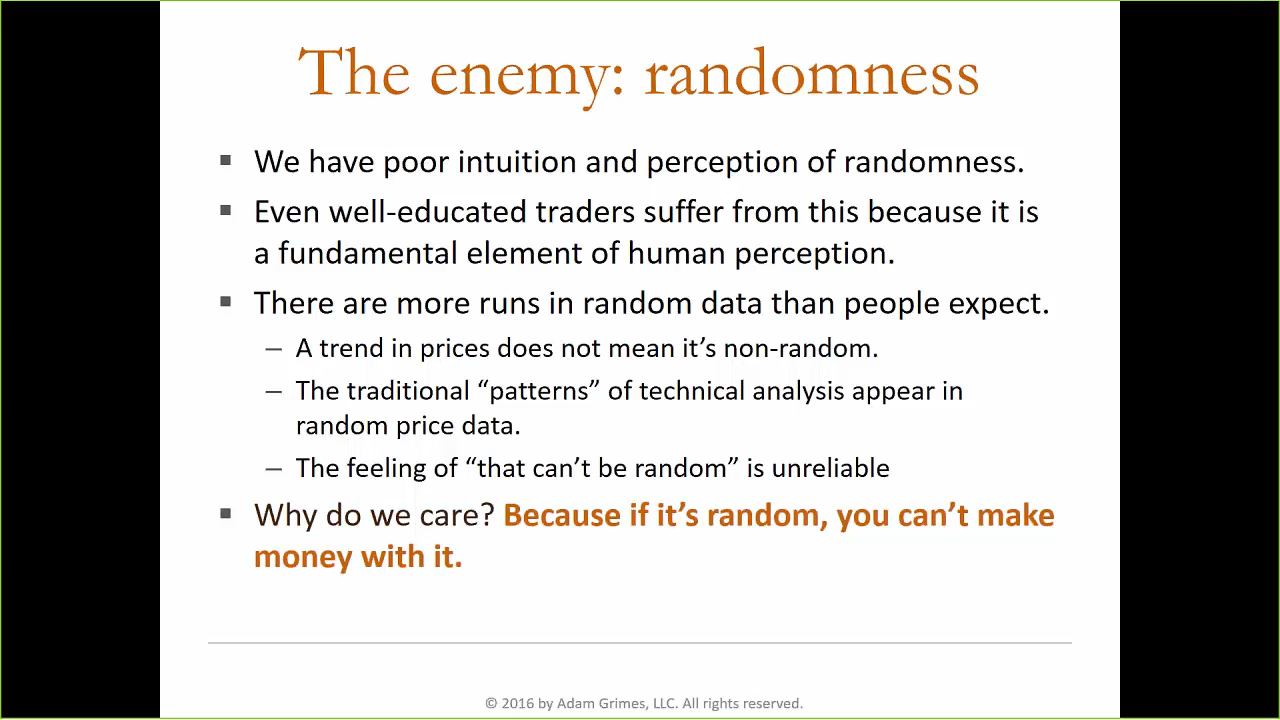 The enemy: randomness
▪ We have poor intuition and perception of randomness.
▪ Even well-educated traders suffer from this because it is
a fundamental element of human perception.
▪ There are more runs in random data than people expect.
– A trend in prices does not mean it’s non-random.
– The traditional “patterns” of technical analysis appear in
random price data.
– The feeling of “that can’t be random” is unreliable
▪ Why do we care? Because if it’s random, you can’t make
money with it.
© 2016 by Adam Grimes, LLC. All rights reserved.